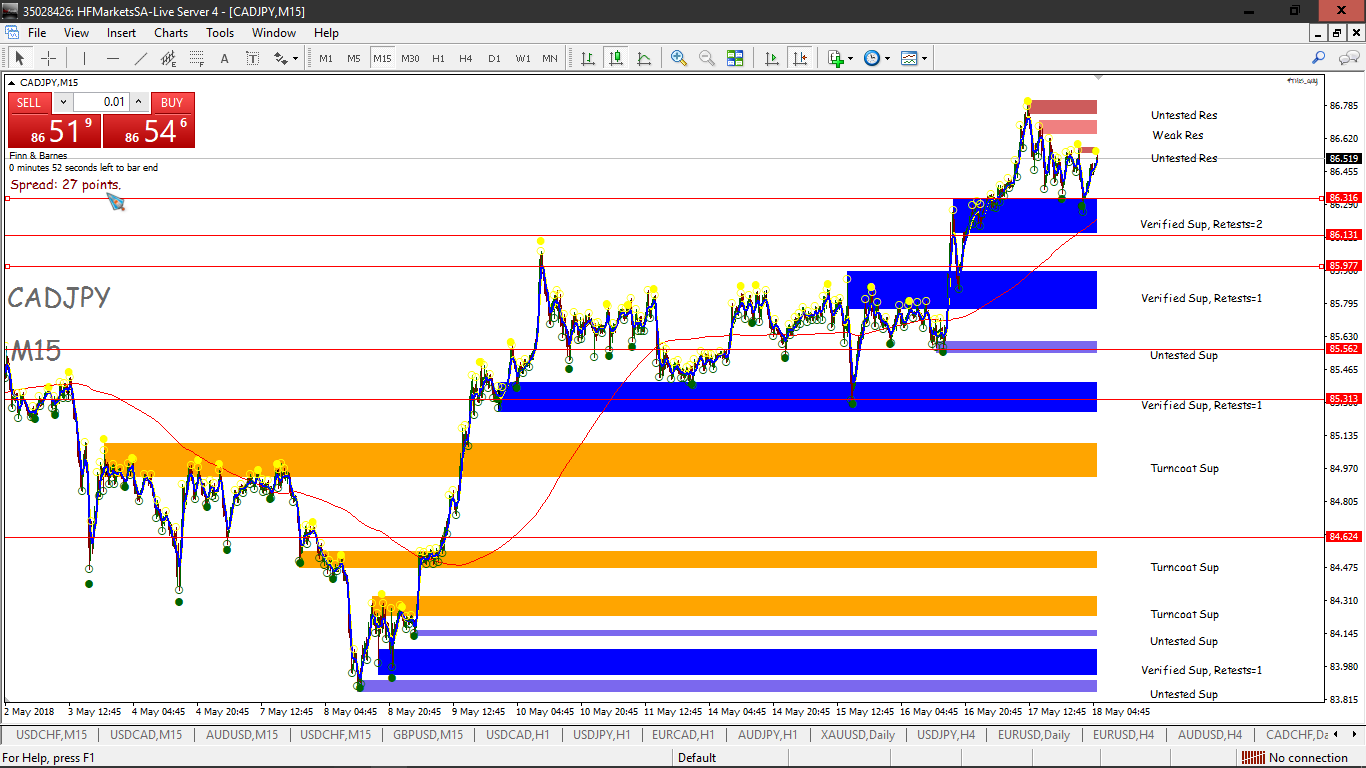 35028426: HFMarketsSA-Live Server 4 - [CADJPY,M15]
File View Insert Charts Tools Window Help
A T M1 M5 M15 M30 H1 H4 D1 W1 MN
CADJPY,M15
SELL 0.01 BUY
86 51 9 86 54 6
Finn & Barnes
0 minutes 52 seconds left to bar end
Spread: 27 points.
CADJPY
M15
Untested Res
Weak Res
Untested Res
Verified Sup, Retests=2
Verified Sup, Retests=1
Untested Sup
Verified Sup, Retests=1
Turncoat Sup
Turncoat Sup
Turncoat Sup
Untested Sup
Verified Sup, Retests=1
Untested Sup
86.785
86.620
86.519
86.455
86.316
86.290
86.131
85.977
85.795
85.630
85.562
85.465
85.313
85.135
84.970
84.805
84.624
84.475
84.310
84.145
83.980
83.815
2 May 2018 3 May 12:45 4 May 04:45 4 May 20:45 7 May 12:45 8 May 04:45 8 May 20:45 9 May 12:45 10 May 04:45 10 May 20:45 11 May 12:45 14 May 04:45 14 May 20:45 15 May 12:45 16 May 04:45 16 May 20:45 17 May 12:45 18 May 04:45
USDCHF,M15 USDCAD,M15 AUDUSD,M15 USDCHF,M15 GBPUSD,M15 USDCAD,H1 USDJPY,H1 EURCAD,H1 AUDJPY,H1 XAUUSD,Daily USDJPY,H4 EURUSD,Daily EURUSD,H4 AUDUSD,H4 CADCHF,Da
For Help, press F1 Default No connection